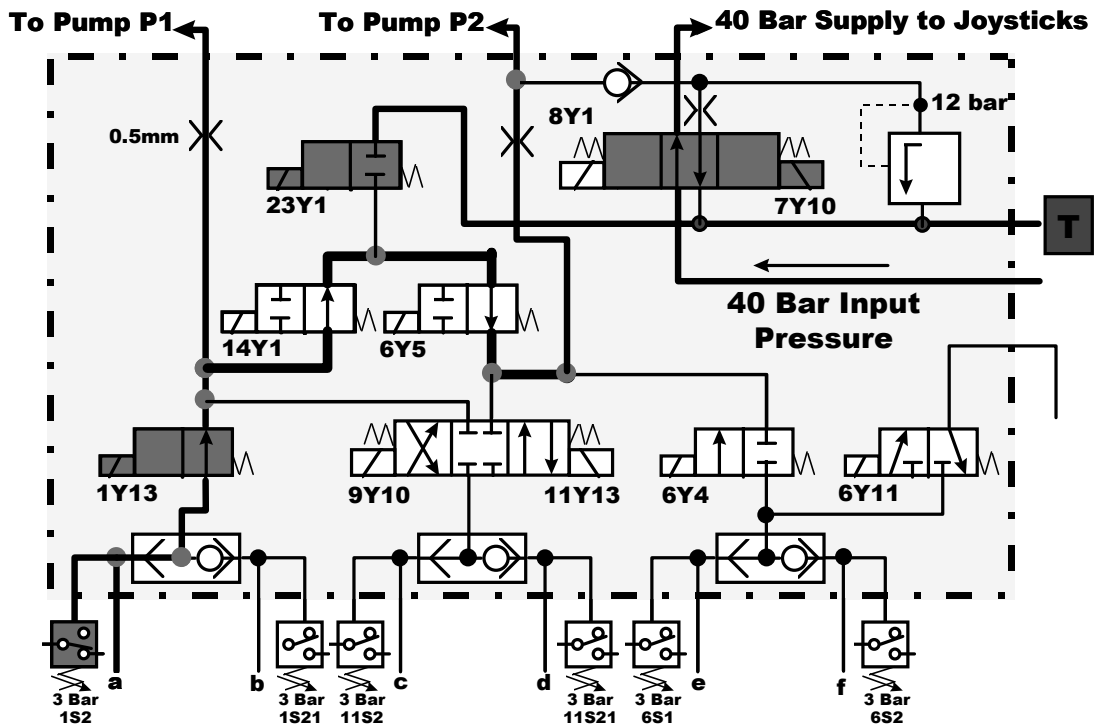 To Pump P1
To Pump P2
40 Bar Supply to Joysticks
0.5mm
8Y1
12 bar
23Y1
7Y10
T
40 Bar Input
Pressure
14Y1
6Y5
1Y13
9Y10
11Y13
6Y4
6Y11
a
b
c
d
e
f
3 Bar
1S2
3 Bar
1S21
3 Bar
11S2
3 Bar
11S21
3 Bar
6S1
3 Bar
6S2